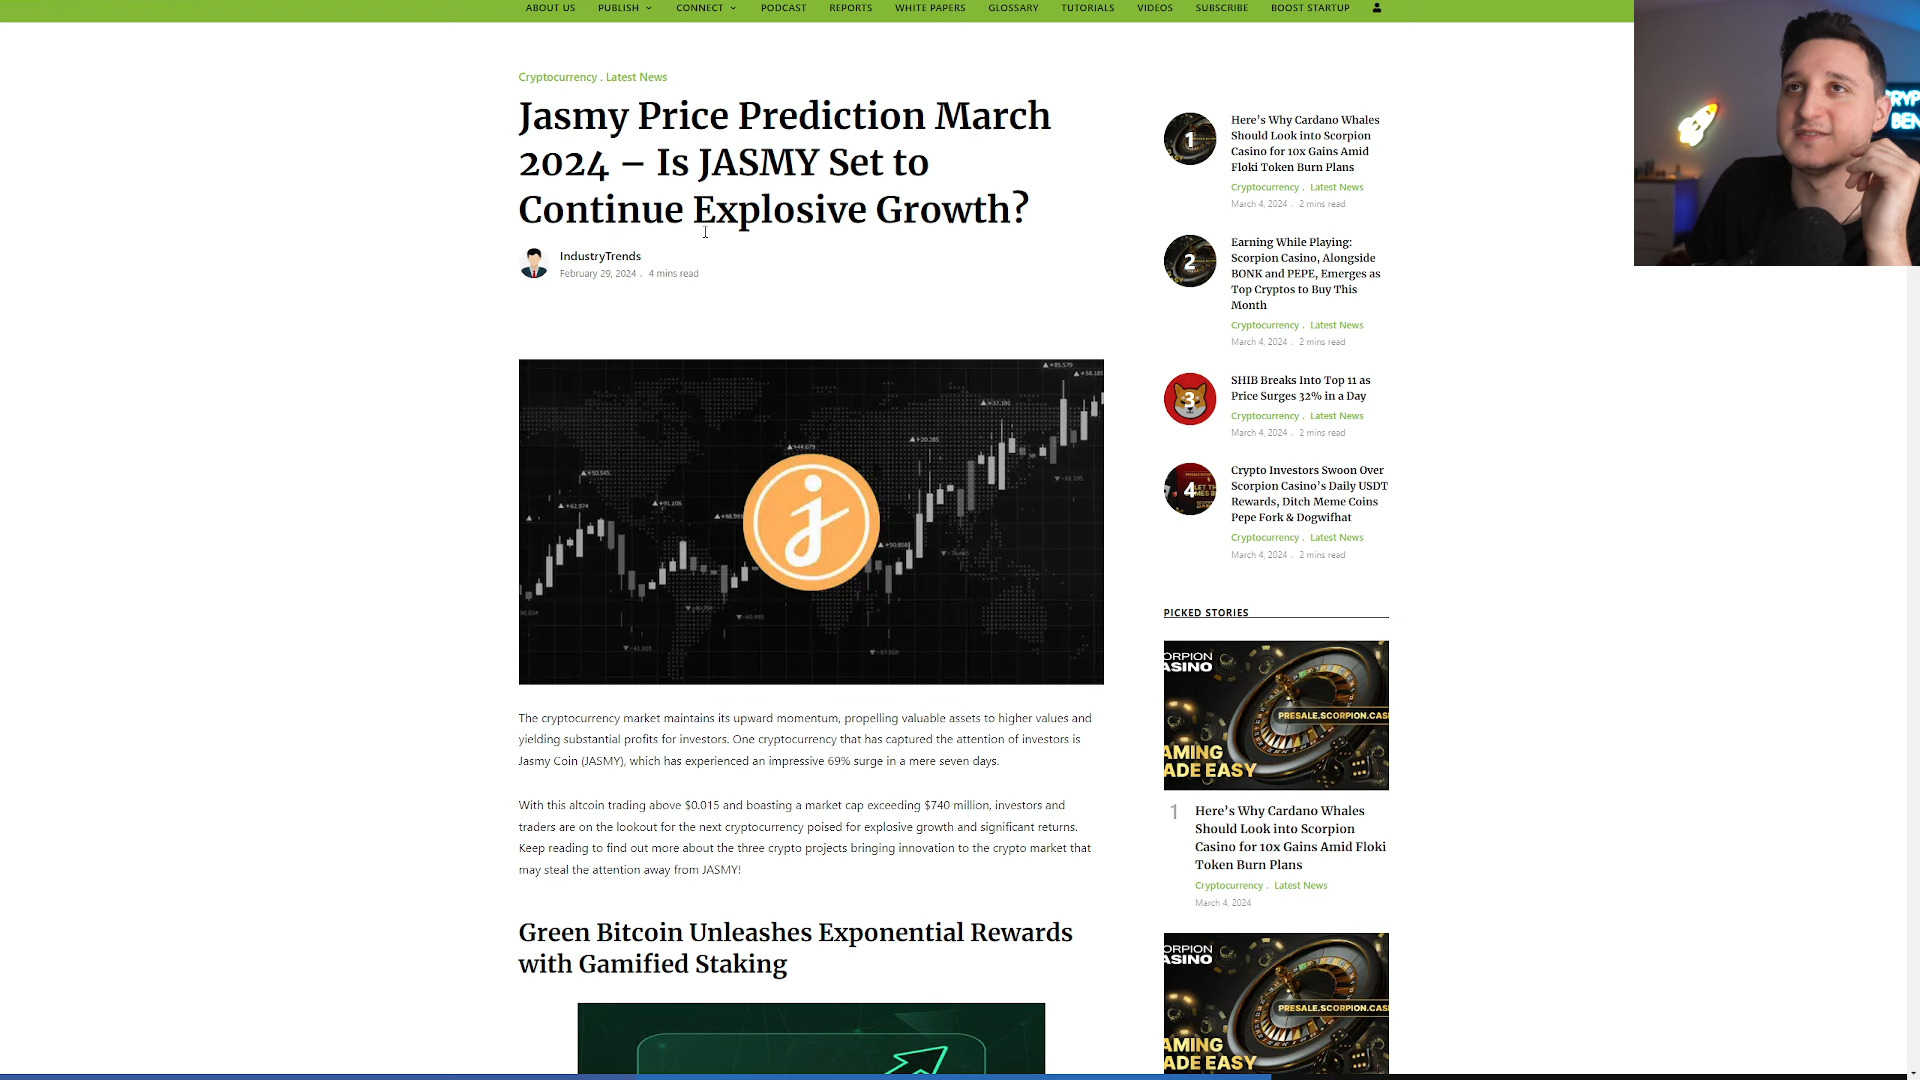 ABOUT US PUBLISH CONNECT PODCAST REPORTS WHITE PAPERS GLOSSARY TUTORIALS VIDEOS SUBSCRIBE BOOST STARTUP
Cryptocurrency . Latest News
Jasmy Price Prediction March
2024 – Is JASMY Set to
Continue Explosive Growth?
IndustryTrends
February 29, 2024 . 4 mins read
The cryptocurrency market maintains its upward momentum, propelling valuable assets to higher values and
yielding substantial profits for investors. One cryptocurrency that has captured the attention of investors is
Jasmy Coin (JASMY), which has experienced an impressive 69% surge in a mere seven days.
With this altcoin trading above $0.015 and boasting a market cap exceeding $740 million, investors and
traders are on the lookout for the next cryptocurrency poised for explosive growth and significant returns.
Keep reading to find out more about the three crypto projects bringing innovation to the crypto market that
may steal the attention away from JASMY!
Green Bitcoin Unleashes Exponential Rewards
with Gamified Staking
1
Here's Why Cardano Whales
Should Look into Scorpion
Casino for 10x Gains Amid
Floki Token Burn Plans
Cryptocurrency . Latest News
March 4, 2024 . 2 mins read
2
Earning While Playing:
Scorpion Casino, Alongside
BONK and PEPE, Emerges as
Top Cryptos to Buy This
Month
Cryptocurrency . Latest News
March 4, 2024 . 2 mins read
3
SHIB Breaks Into Top 11 as
Price Surges 32% in a Day
Cryptocurrency . Latest News
March 4, 2024 . 2 mins read
4
Crypto Investors Swoon Over
Scorpion Casino's Daily USDT
Rewards, Ditch Meme Coins
Pepe Fork & Dogwifhat
Cryptocurrency . Latest News
March 4, 2024 . 2 mins read
PICKED STORIES
ORPION
ASINO
PRESALE.SCORPION.CAS
AMING
ADE EASY
1
Here's Why Cardano Whales
Should Look into Scorpion
Casino for 10x Gains Amid Floki
Token Burn Plans
Cryptocurrency . Latest News
March 4, 2024
ORPION
ASINO
PRESALE.SCORPION.CAS
AMING
ADE EASY
CRYP
BEN